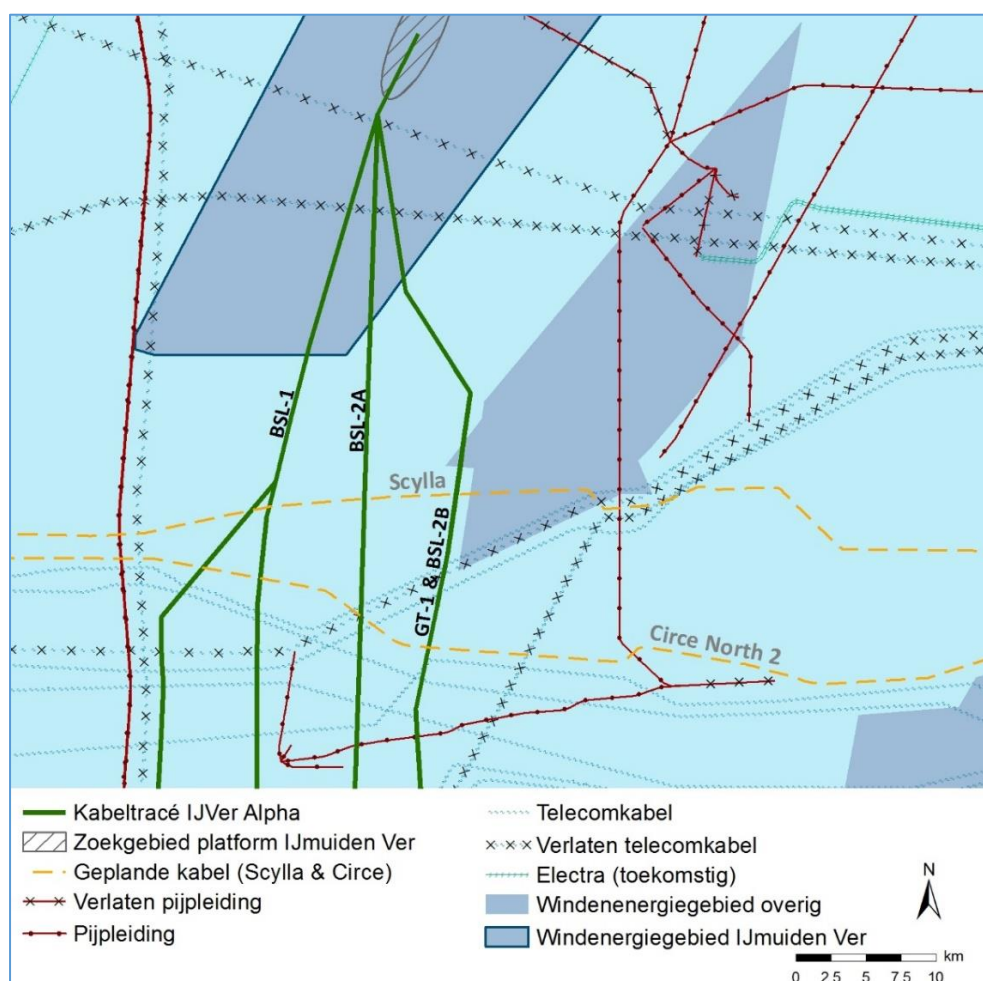 BSL-1
BSL-2A
GT-1 & BSL-2B
Scylla
Circe North 2
Kabeltracé IJVer Alpha
Zoekgebied platform IJmuiden Ver
Geplande kabel (Scylla & Circe)
Verlaten pijpleiding
Pijpleiding
Telecomkabel
Verlaten telecomkabel
Electra (toekomstig)
Windenenergiegebied overig
Windenergiegebied IJmuiden Ver
N
km
0 2.5 5 7.5 10